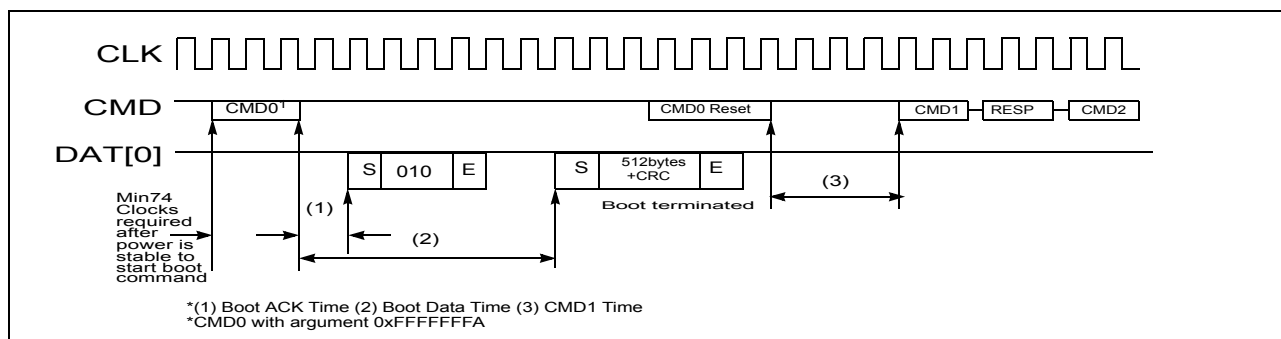 CLK
CMD
CMD0¹
CMD0 Reset
CMD1
RESP
CMD2
DAT[0]
S
010
E
S
512bytes
+CRC
E
Boot terminated
(1)
(2)
(3)
Min74
Clocks
required
after
power is
stable to
start boot
command
*(1) Boot ACK Time (2) Boot Data Time (3) CMD1 Time
*CMD0 with argument 0xFFFFFFFA